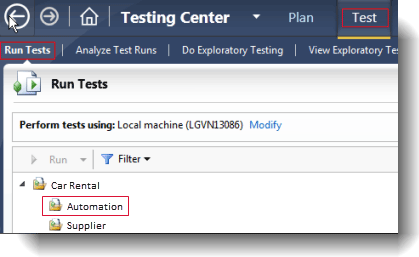 Testing Center Plan Test
Run Tests Analyze Test Runs Do Exploratory Testing View Exploratory Te
Run Tests
Perform tests using: Local machine (LGVN13086) Modify
Run Filter
Car Rental
Automation
Supplier